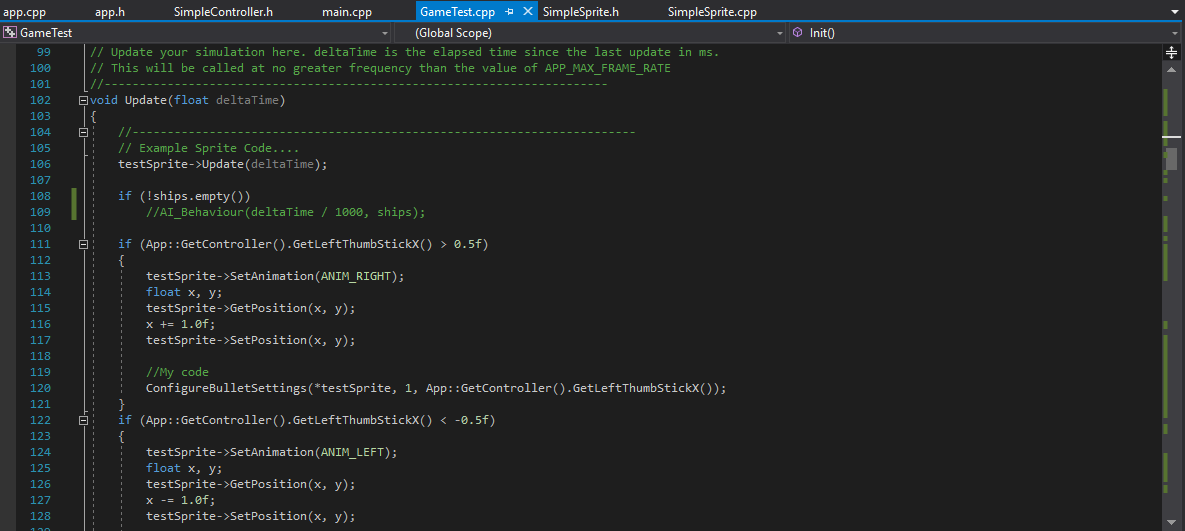 app.cpp app.h SimpleController.h main.cpp GameTest.cpp SimpleSprite.h SimpleSprite.cpp
GameTest (Global Scope) Init()
99 // Update your simulation here. deltaTime is the elapsed time since the last update in ms.
100 // This will be called at no greater frequency than the value of APP_MAX_FRAME_RATE
101 //------------------------------------------------------------------------
102 void Update(float deltaTime)
103 {
104 //------------------------------------------------------------------------
105 // Example Sprite Code....
106 testSprite->Update(deltaTime);
107
108 if (!ships.empty())
109 //AI_Behaviour(deltaTime / 1000, ships);
110
111 if (App::GetController().GetLeftThumbStickX() > 0.5f)
112 {
113 testSprite->SetAnimation(ANIM_RIGHT);
114 float x, y;
115 testSprite->GetPosition(x, y);
116 x += 1.0f;
117 testSprite->SetPosition(x, y);
118
119 //My code
120 ConfigureBulletSettings(*testSprite, 1, App::GetController().GetLeftThumbStickX());
121 }
122 if (App::GetController().GetLeftThumbStickX() < -0.5f)
123 {
124 testSprite->SetAnimation(ANIM_LEFT);
125 float x, y;
126 testSprite->GetPosition(x, y);
127 x -= 1.0f;
128 testSprite->SetPosition(x, y);